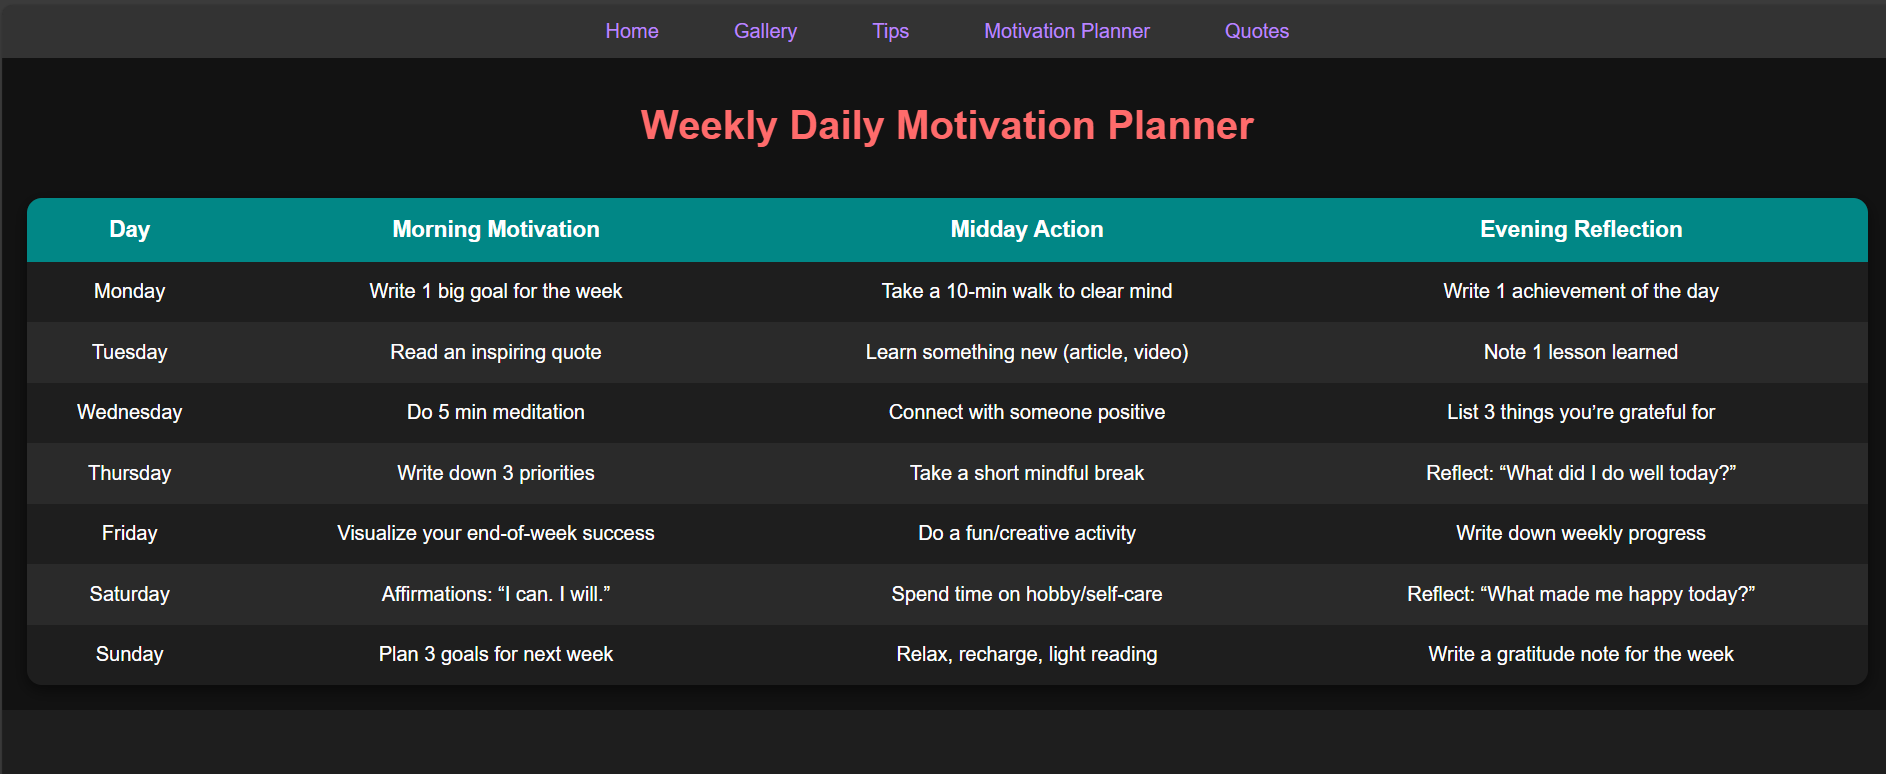 Home Gallery Tips Motivation Planner Quotes
Weekly Daily Motivation Planner
Day Morning Motivation Midday Action Evening Reflection
Monday Write 1 big goal for the week Take a 10-min walk to clear mind Write 1 achievement of the day
Tuesday Read an inspiring quote Learn something new (article, video) Note 1 lesson learned
Wednesday Do 5 min meditation Connect with someone positive List 3 things you’re grateful for
Thursday Write down 3 priorities Take a short mindful break Reflect: “What did I do well today?”
Friday Visualize your end-of-week success Do a fun/creative activity Write down weekly progress
Saturday Affirmations: “I can. I will.” Spend time on hobby/self-care Reflect: “What made me happy today?”
Sunday Plan 3 goals for next week Relax, recharge, light reading Write a gratitude note for the week